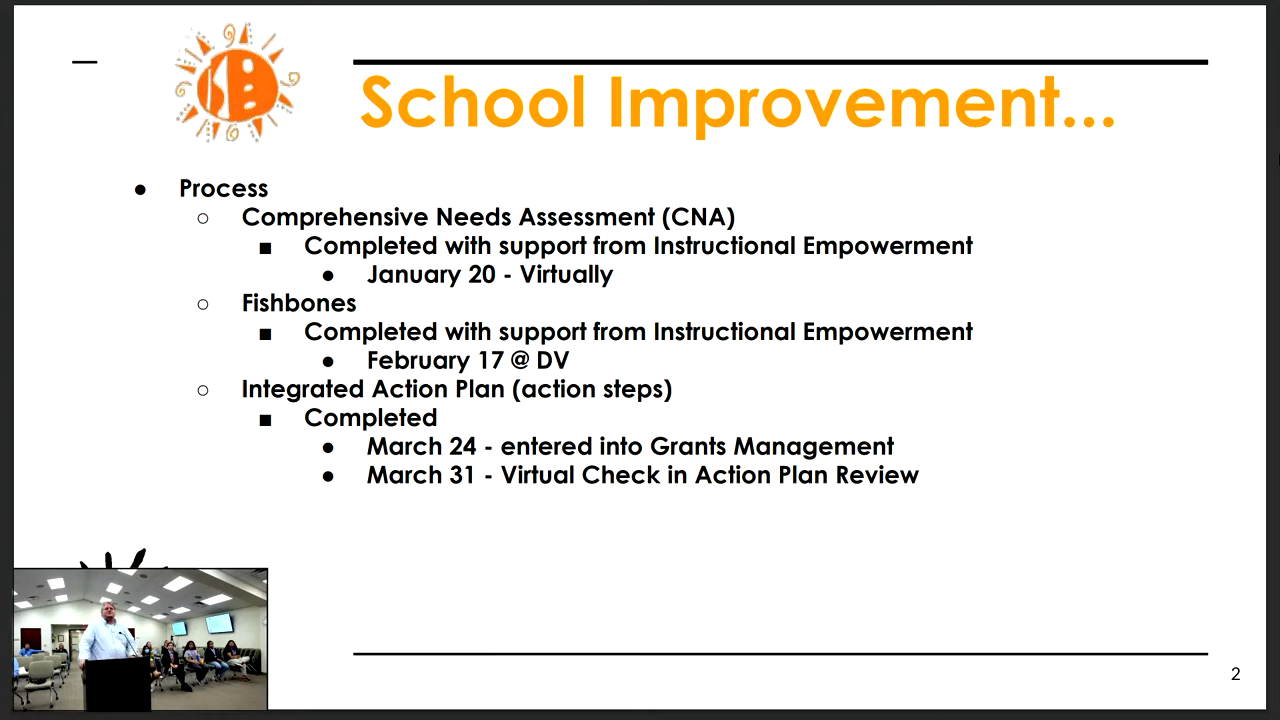 School Improvement...
● Process
○ Comprehensive Needs Assessment (CNA)
■ Completed with support from Instructional Empowerment
● January 20 - Virtually
○ Fishbones
■ Completed with support from Instructional Empowerment
● February 17 @ DV
○ Integrated Action Plan (action steps)
■ Completed
● March 24 - entered into Grants Management
● March 31 - Virtual Check in Action Plan Review
2